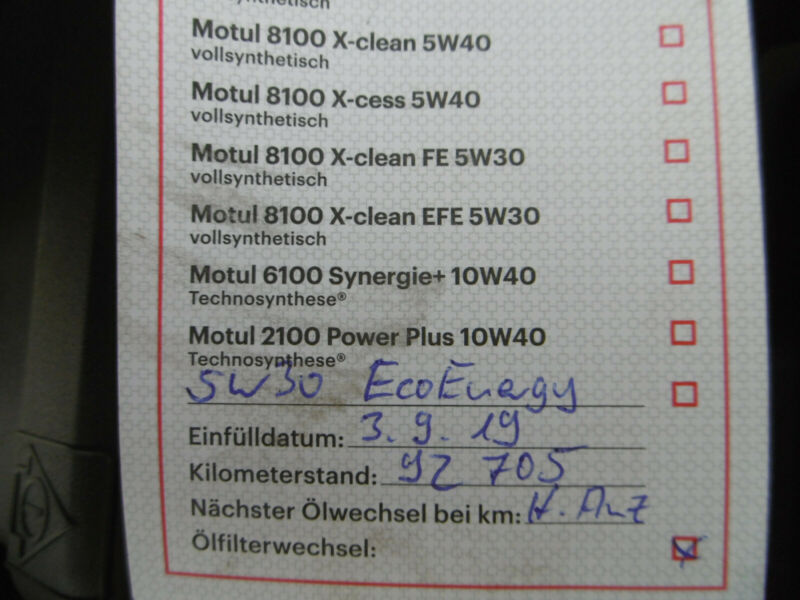 vollsynthetisch
Motul 8100 X-clean 5W40
vollsynthetisch
Motul 8100 X-cess 5W40
vollsynthetisch
Motul 8100 X-clean FE 5W30
vollsynthetisch
Motul 8100 X-clean EFE 5W30
vollsynthetisch
Motul 6100 Synergie+ 10W40
Technosynthese®
Motul 2100 Power Plus 10W40
Technosynthese®
5W30 EcoEnergy
Einfülldatum: 3.9.19
Kilometerstand: 92 705
Nächster Ölwechsel bei km: H. Anz
Ölfilterwechsel: